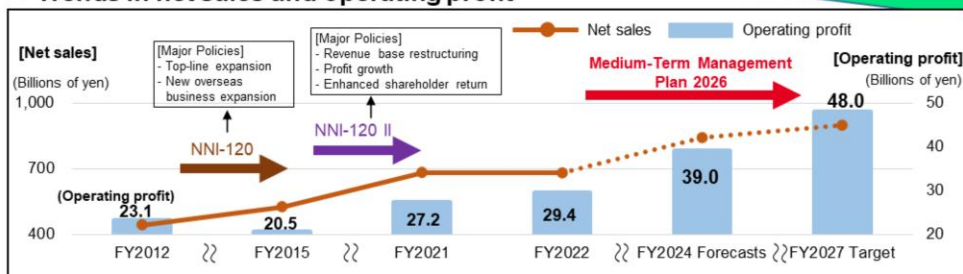 Trends in net sales and operating profit
[Net sales]
(Billions of yen)
[Major Policies]
- Top-line expansion
- New overseas
business expansion
[Major Policies]
- Revenue base restructuring
- Profit growth
- Enhanced shareholder return
Net sales
Operating profit
Medium-Term Management
Plan 2026
[Operating profit]
(Billions of yen)
1,000
700
400
NNI-120
NNI-120 II
(Operating profit)
23.1
20.5
27.2
29.4
39.0
48.0
50
40
30
20
FY2012
FY2015
FY2021
FY2022
FY2024 Forecasts
FY2027 Target